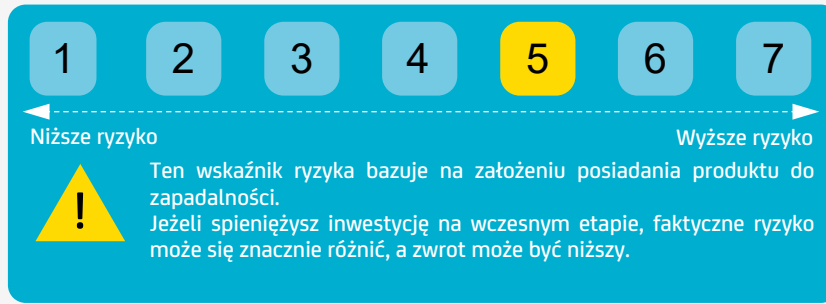 1 2 3 4 5 6 7
Niższe ryzyko Wyższe ryzyko
Ten wskaźnik ryzyka bazuje na założeniu posiadania produktu do
zapadalności.
!
Jeżeli spieniężysz inwestycję na wczesnym etapie, faktyczne ryzyko
może się znacznie różnić, a zwrot może być niższy.